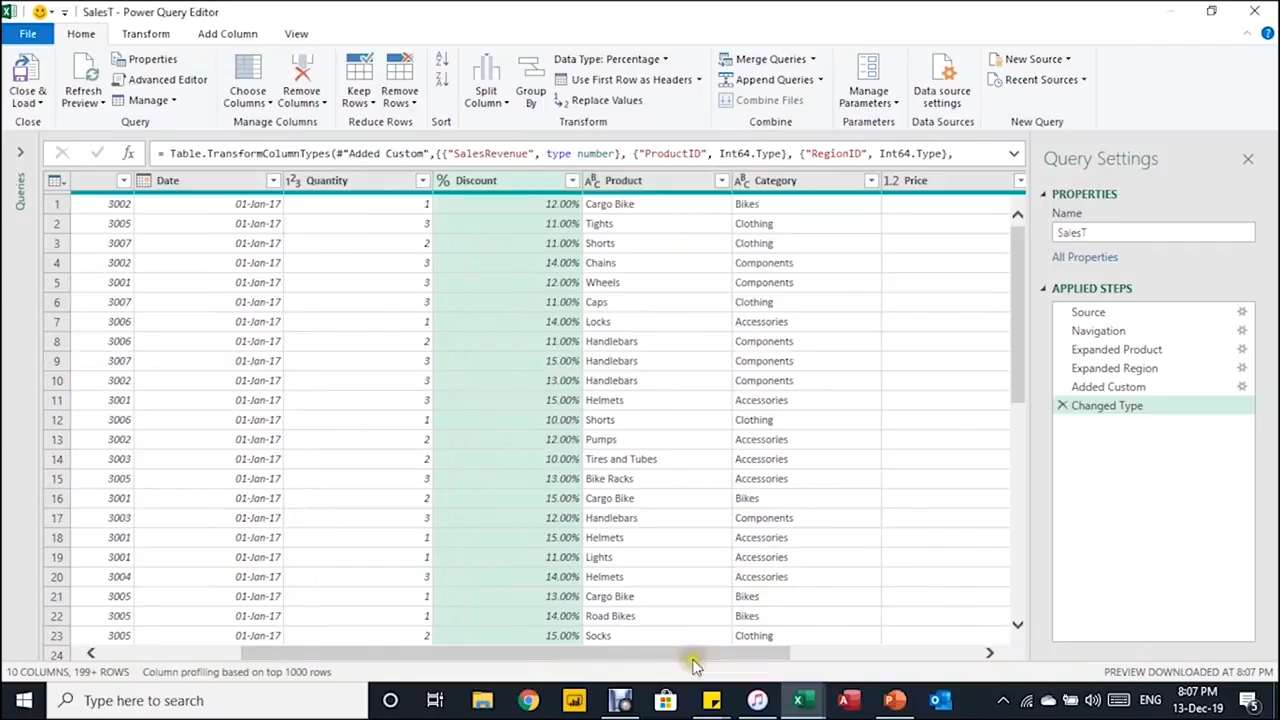 SalesT - Power Query Editor
File Home Transform Add Column View
Close & Load
Close
Refresh Preview
Properties
Advanced Editor
Manage
Query
Choose Columns
Remove Columns
Manage Columns
Keep Rows
Remove Rows
Reduce Rows
Sort
Split Column
Group By
Data Type: Percentage
Use First Row as Headers
Replace Values
Transform
Merge Queries
Append Queries
Combine Files
Combine
Manage Parameters
Parameters
Data source settings
Data Sources
New Source
Recent Sources
New Query
= Table.TransformColumnTypes(#"Added Custom",{{"SalesRevenue", type number}, {"ProductID", Int64.Type}, {"RegionID", Int64.Type},
Queries
Date Quantity Discount Product Category Price
1 3002 01-Jan-17 1 12.00% Cargo Bike Bikes
2 3005 01-Jan-17 3 11.00% Tights Clothing
3 3007 01-Jan-17 2 11.00% Shorts Clothing
4 3002 01-Jan-17 3 14.00% Chains Components
5 3001 01-Jan-17 3 12.00% Wheels Components
6 3007 01-Jan-17 3 11.00% Caps Clothing
7 3006 01-Jan-17 1 14.00% Locks Accessories
8 3006 01-Jan-17 2 11.00% Handlebars Components
9 3007 01-Jan-17 3 15.00% Handlebars Components
10 3002 01-Jan-17 3 13.00% Handlebars Components
11 3001 01-Jan-17 3 15.00% Helmets Accessories
12 3006 01-Jan-17 1 10.00% Shorts Clothing
13 3002 01-Jan-17 2 12.00% Pumps Accessories
14 3003 01-Jan-17 2 10.00% Tires and Tubes Accessories
15 3005 01-Jan-17 3 13.00% Bike Racks Accessories
16 3001 01-Jan-17 2 15.00% Cargo Bike Bikes
17 3003 01-Jan-17 3 12.00% Handlebars Components
18 3001 01-Jan-17 1 15.00% Helmets Accessories
19 3001 01-Jan-17 1 11.00% Lights Accessories
20 3004 01-Jan-17 3 14.00% Helmets Accessories
21 3005 01-Jan-17 1 13.00% Cargo Bike Bikes
22 3005 01-Jan-17 1 14.00% Road Bikes Bikes
23 3005 01-Jan-17 2 15.00% Socks Clothing
24
Query Settings
PROPERTIES
Name
SalesT
All Properties
APPLIED STEPS
Source
Navigation
Expanded Product
Expanded Region
Added Custom
Changed Type
10 COLUMNS, 199+ ROWS Column profiling based on top 1000 rows PREVIEW DOWNLOADED AT 8:07 PM
Type here to search
ENG
8:07 PM
13-Dec-19
5